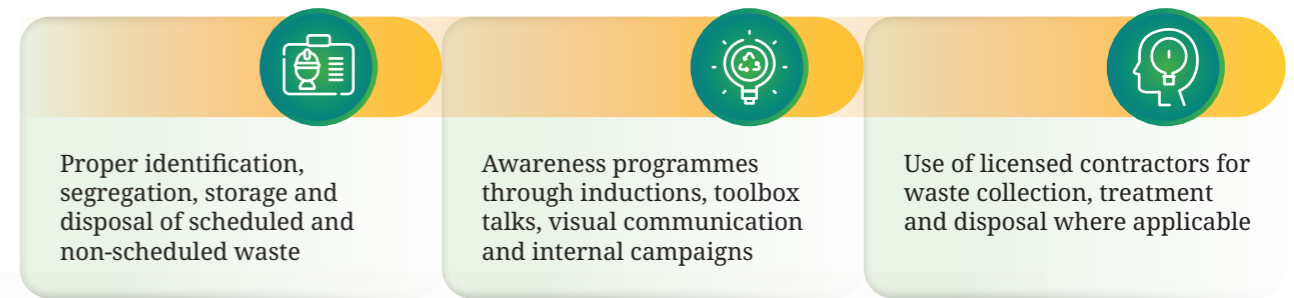 Proper identification,
segregation, storage and
disposal of scheduled and
non-scheduled waste
Awareness programmes
through inductions, toolbox
talks, visual communication
and internal campaigns
Use of licensed contractors for
waste collection, treatment
and disposal where applicable